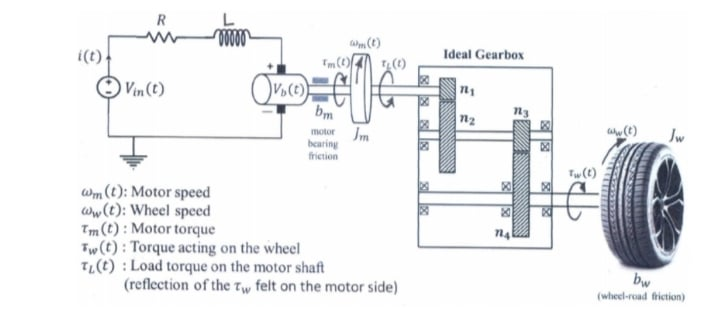 R
L
i(t)
+
Vin(t)
+
Vb(t)
bm
motor
bearing
friction
τm(t)
ωm(t)
τL(t)
Jm
Ideal Gearbox
n1
n2
n3
n4
ωw(t)
Jw
τw(t)
bw
(wheel-road friction)
ωm(t): Motor speed
ωw(t): Wheel speed
τm(t) : Motor torque
τw(t) : Torque acting on the wheel
τL(t) : Load torque on the motor shaft
(reflection of the τw felt on the motor side)